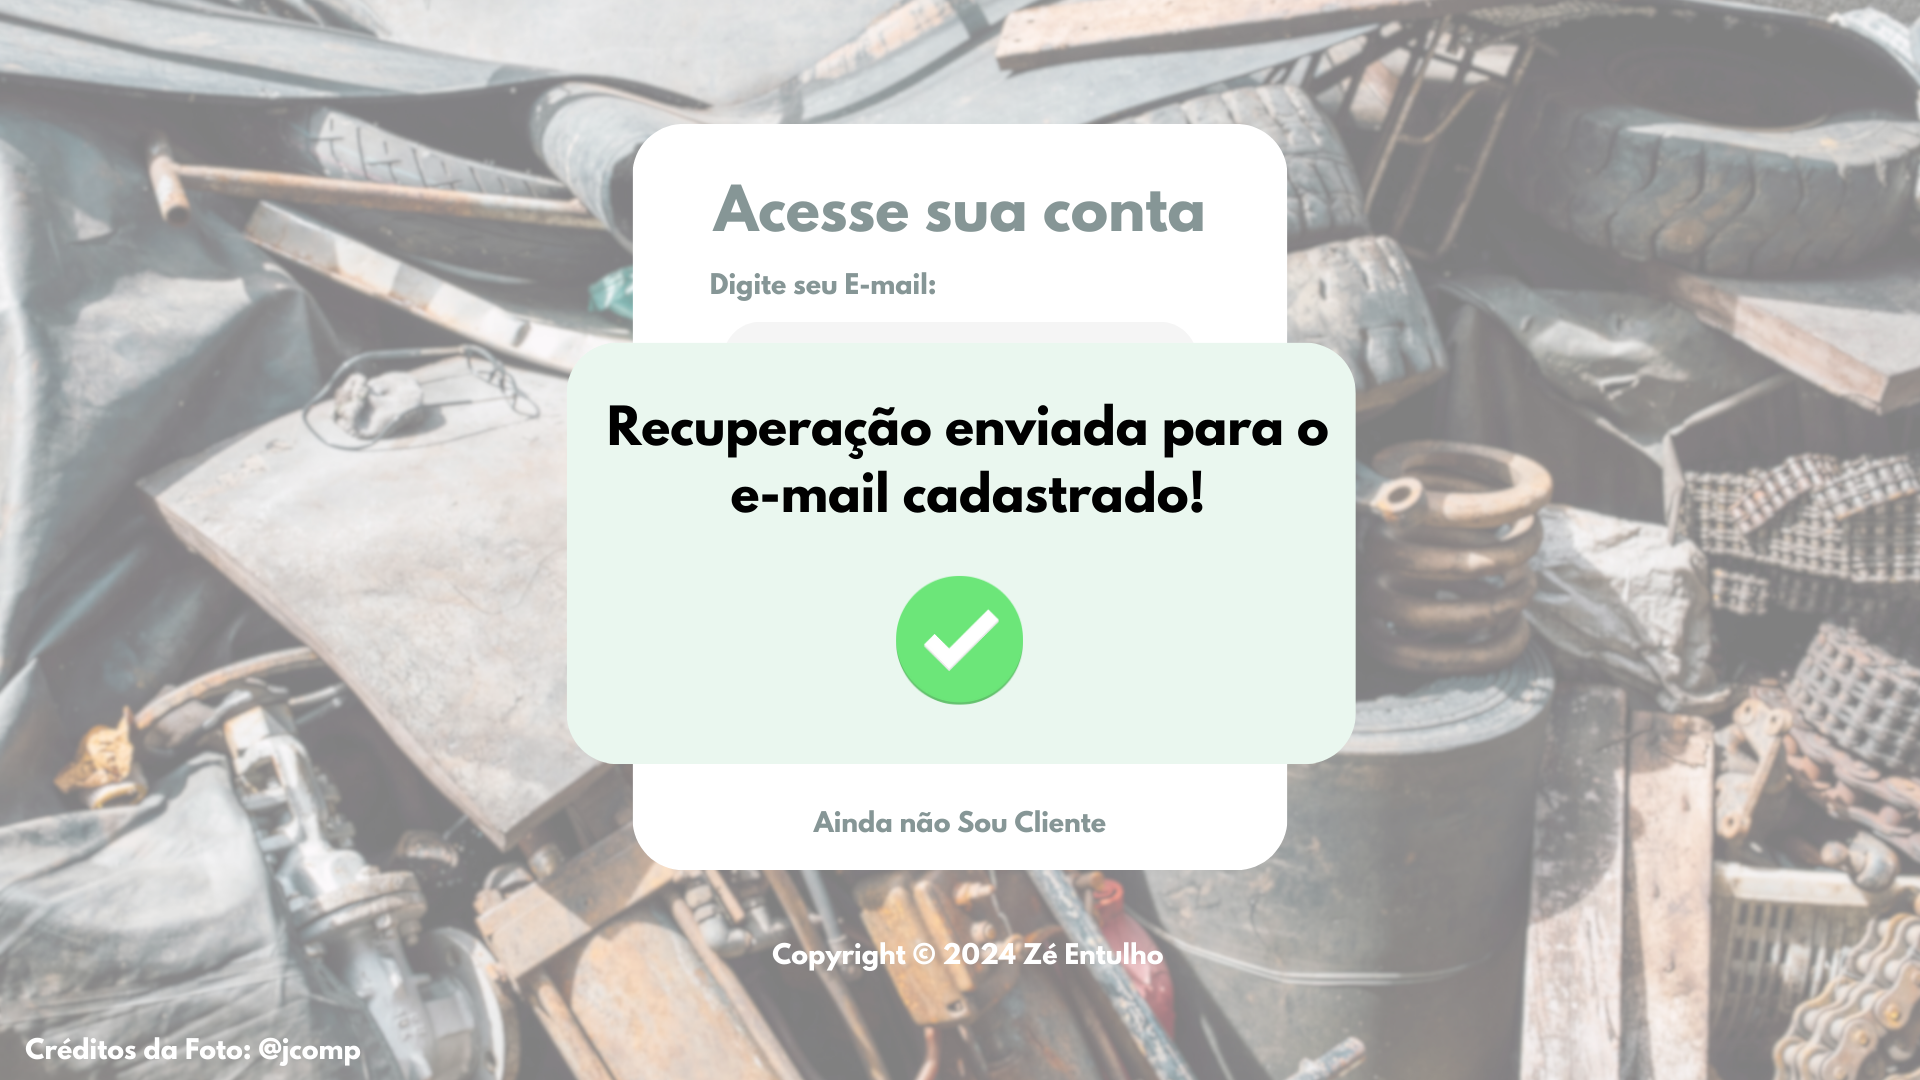 Acesse sua conta
Digite seu E-mail:
Recuperação enviada para o
e-mail cadastrado!
Ainda não Sou Cliente
Copyright © 2024 Zé Entulho
Créditos da Foto: @jcomp